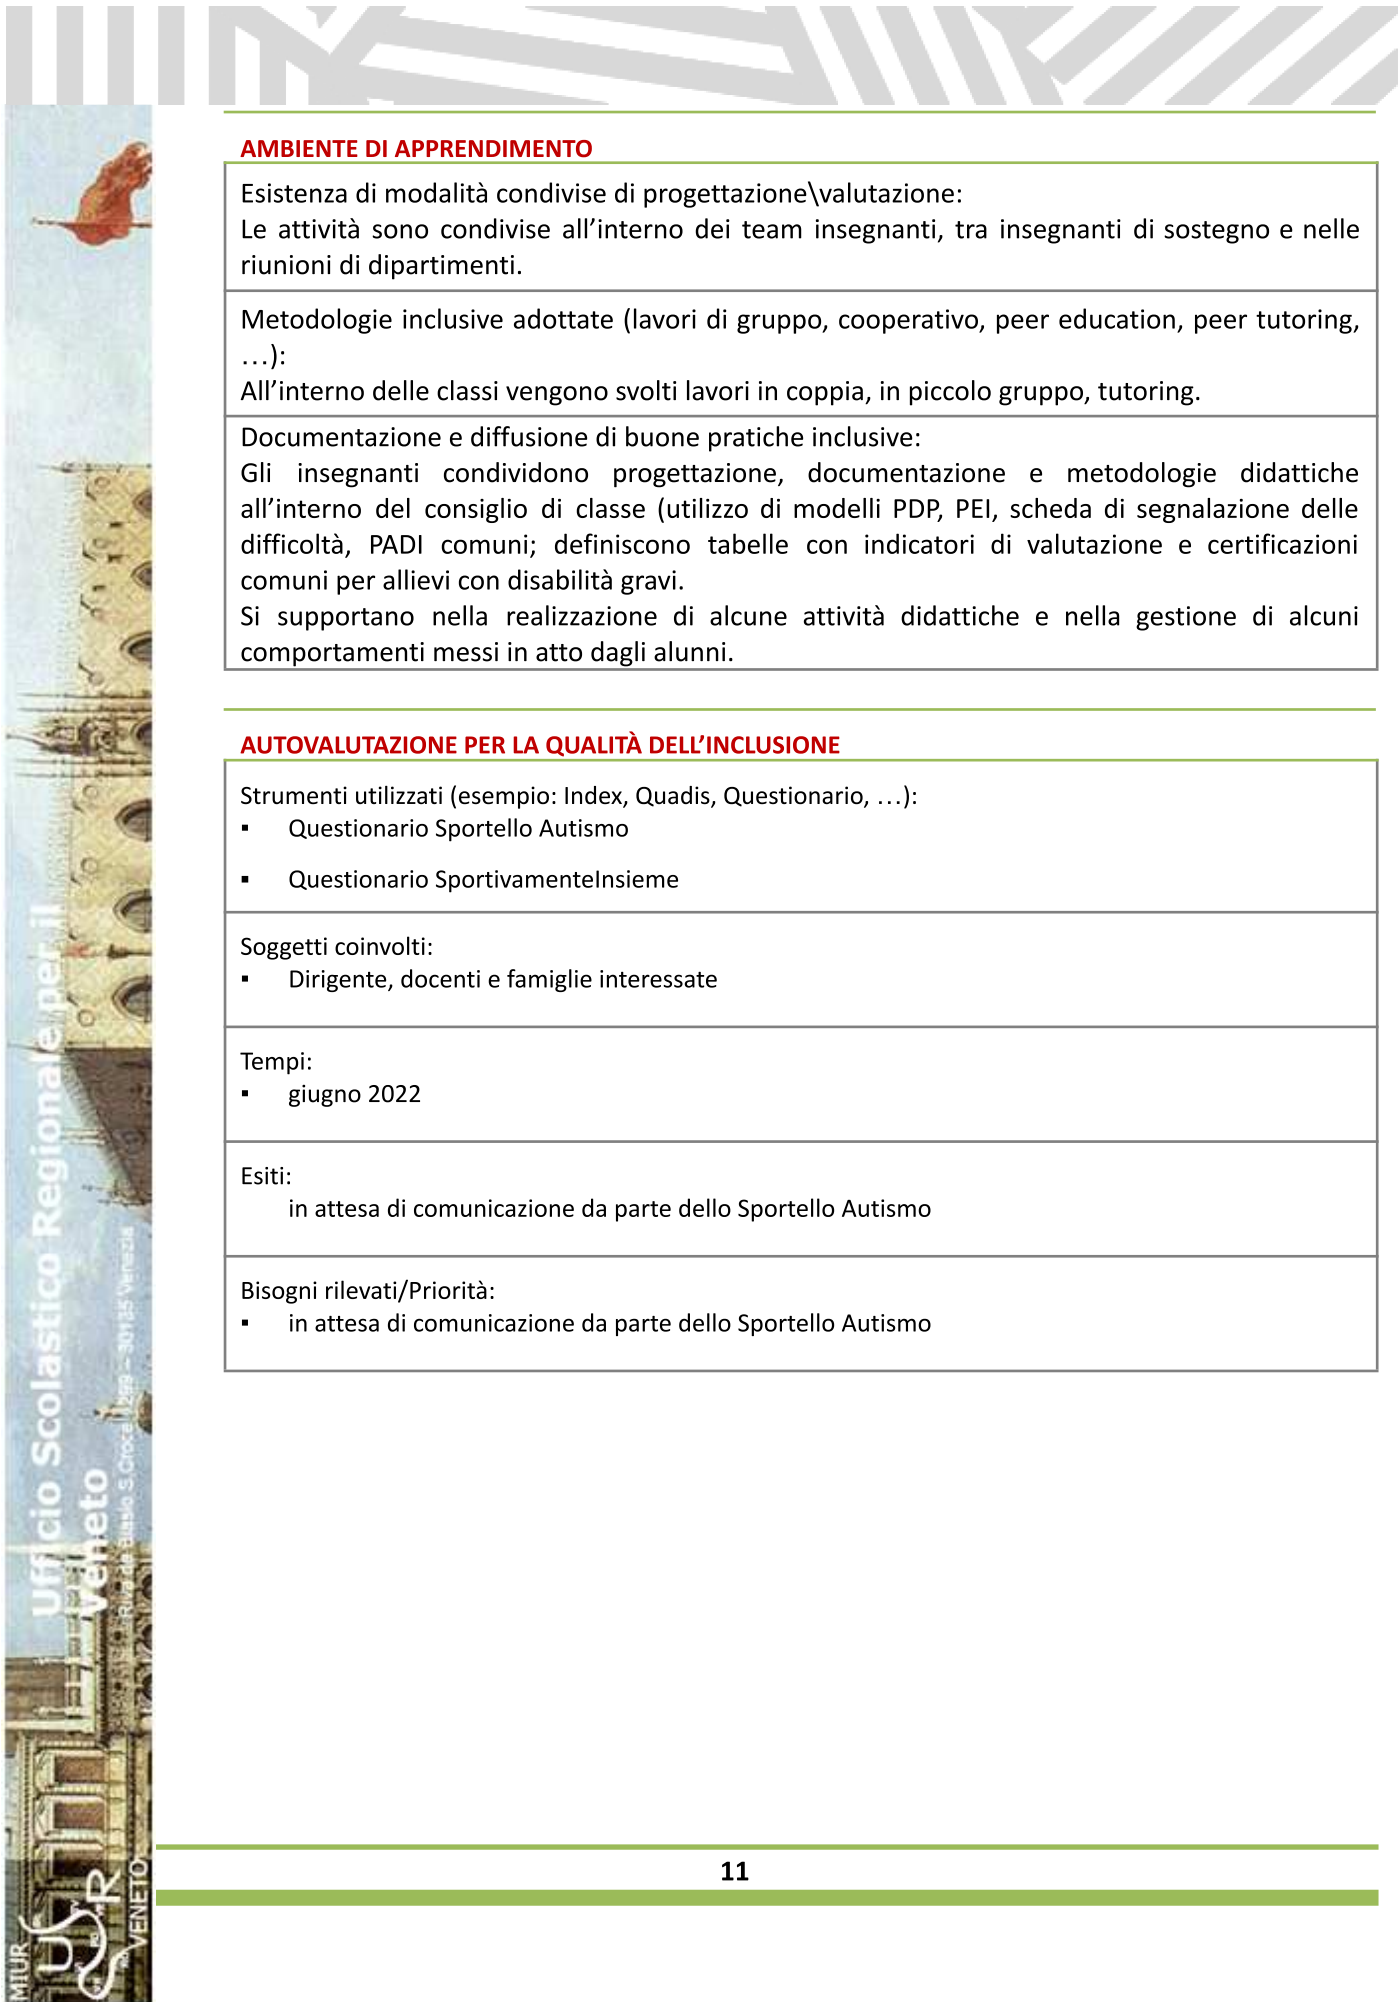 AMBIENTE DI APPRENDIMENTO
Esistenza di modalità condivise di progettazione\valutazione:
Le attività sono condivise all’interno dei team insegnanti, tra insegnanti di sostegno e nelle
riunioni di dipartimenti.
Metodologie inclusive adottate (lavori di gruppo, cooperativo, peer education, peer tutoring,
…):
All’interno delle classi vengono svolti lavori in coppia, in piccolo gruppo, tutoring.
Documentazione e diffusione di buone pratiche inclusive:
Gli insegnanti condividono progettazione, documentazione e metodologie didattiche
all’interno del consiglio di classe (utilizzo di modelli PDP, PEI, scheda di segnalazione delle
difficoltà, PADI comuni; definiscono tabelle con indicatori di valutazione e certificazioni
comuni per allievi con disabilità gravi.
Si supportano nella realizzazione di alcune attività didattiche e nella gestione di alcuni
comportamenti messi in atto dagli alunni.
AUTOVALUTAZIONE PER LA QUALITÀ DELL’INCLUSIONE
Strumenti utilizzati (esempio: Index, Quadis, Questionario, …):
▪ Questionario Sportello Autismo
▪ Questionario SportivamenteInsieme
Soggetti coinvolti:
▪ Dirigente, docenti e famiglie interessate
Tempi:
▪ giugno 2022
Esiti:
in attesa di comunicazione da parte dello Sportello Autismo
Bisogni rilevati/Priorità:
▪ in attesa di comunicazione da parte dello Sportello Autismo
11
Ufficio Scolastico Regionale per il
Veneto
Riva de Biasio S.Croce 1299 – 30135 Venezia
MIUR
USR
VENETO